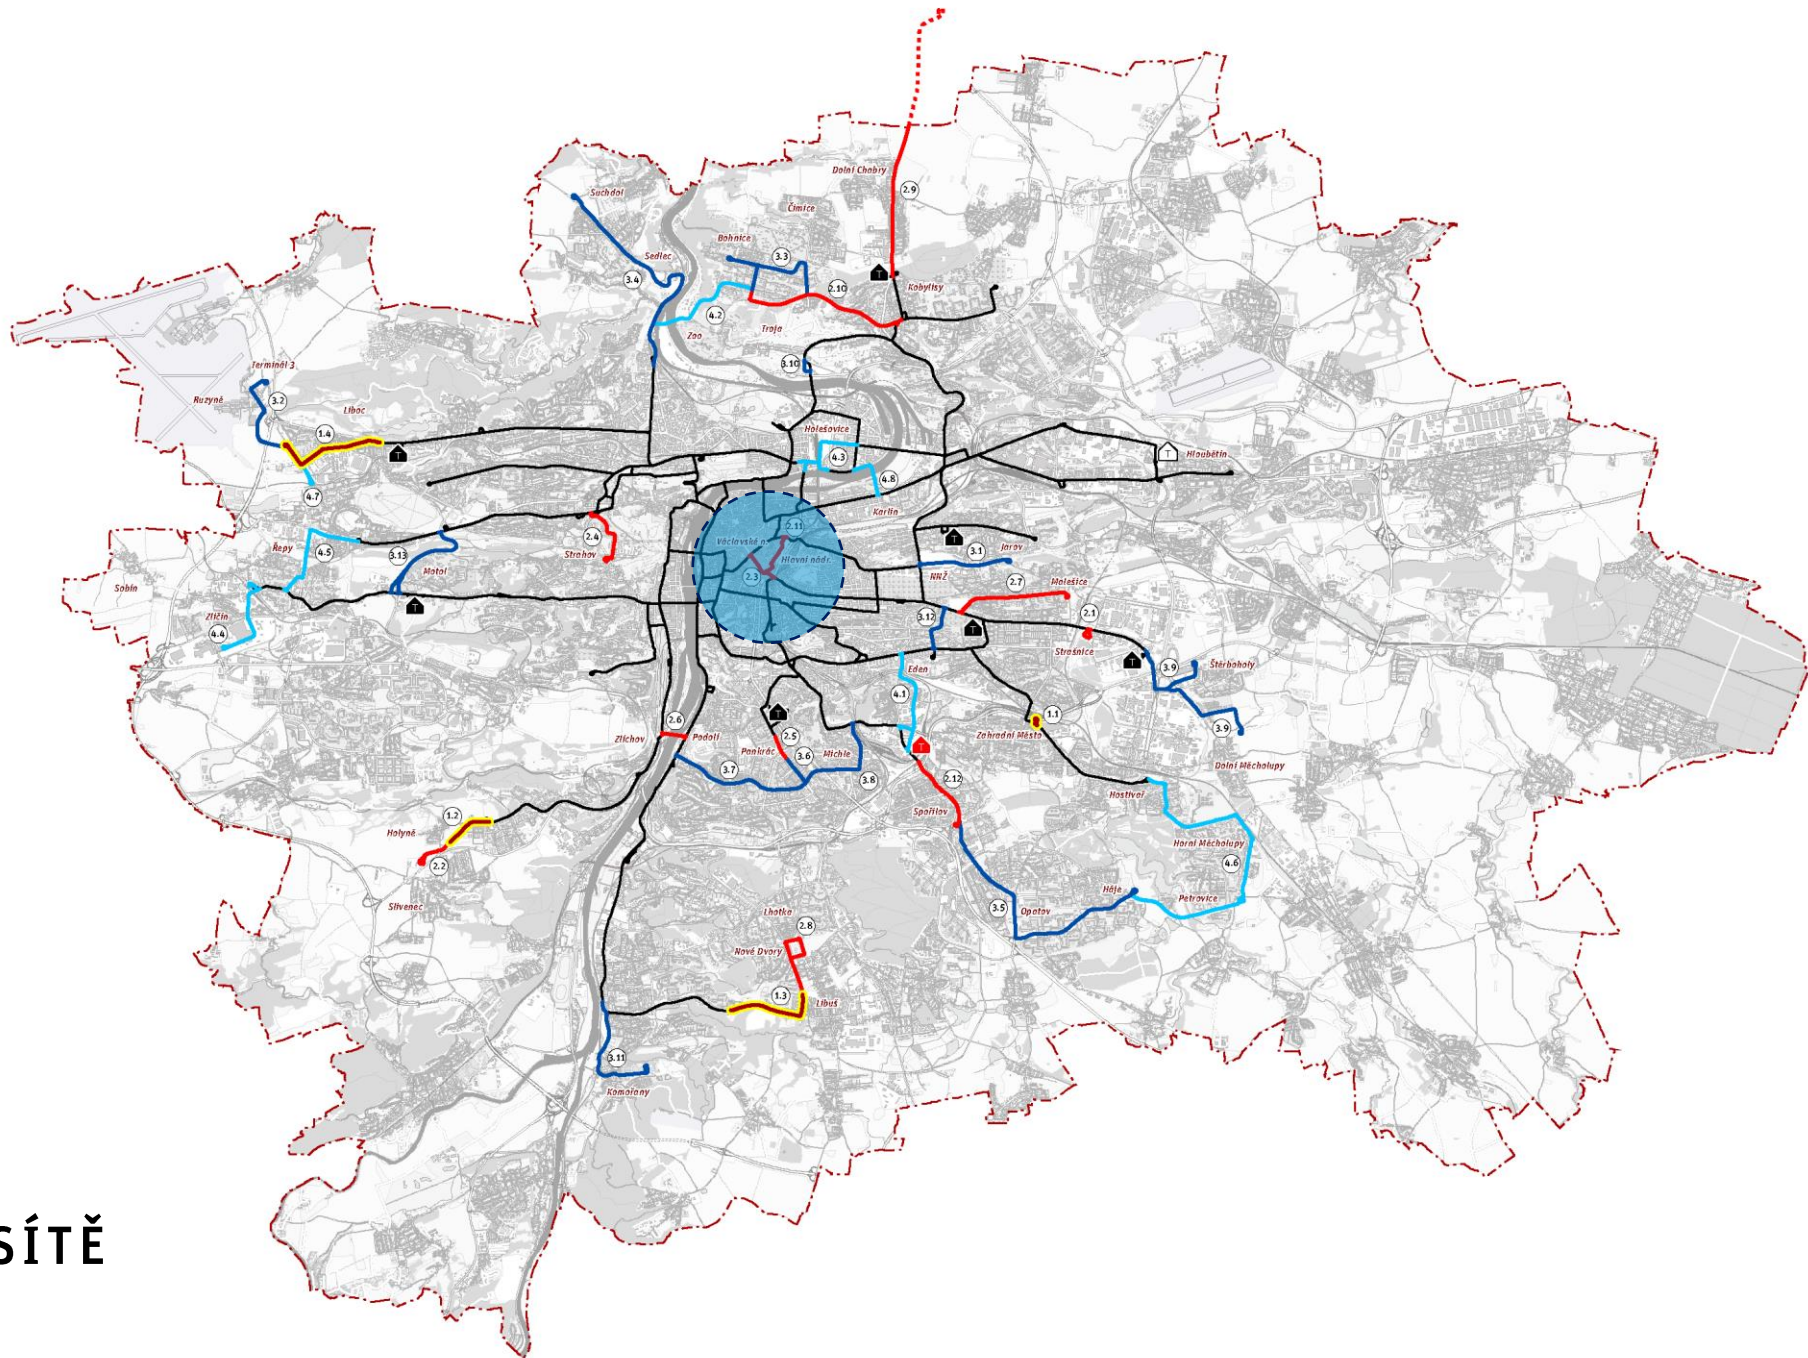 Suchdol
Dolní Chabry
2.9
Čimice
Bohnice
Sedlec
3.3
3.4
2.10
T
Kobylisy
4.2
Zoo
Troja
3.10
Terminál 3
Ruzyně
3.2
Liboc
1.4
T
Holešovice
4.3
T
Hloubětín
4.7
4.8
Karlín
2.4
Strahov
2.11
Václavské n.
Hlavní nádr.
2.3
T
Jarov
3.1
Řepy
4.5
3.13
Motol
NNŽ
2.7
Malešice
Sobín
T
Zličín
4.4
3.12
T
2.1
Strašnice
T
3.9
Štěrboholy
Eden
4.1
3.9
1.1
Zahradní Město
T
2.6
Zlíchov
Podolí
2.5
Pankrác
3.6
Michle
T
3.7
3.8
2.12
Dolní Měcholupy
Hostivař
Spořilov
1.2
Holyně
2.2
Horní Měcholupy
4.6
Slivenec
Háje
Petrovice
3.5
Opatov
Lhotka
2.8
Nové Dvory
1.3
Libuš
3.11
Komořany
SÍTĚ